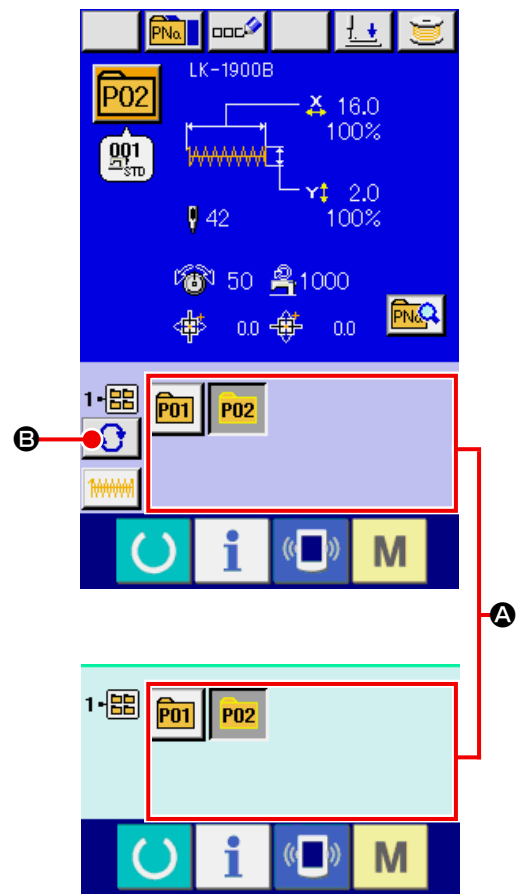 PNo.
LK-1900B
P02
X 16.0
100%
001
STD
Y 2.0
100%
42
50 1000
0.0 0.0
PNo.
1
P01 P02
B
i M
A
1
P01 P02
i M